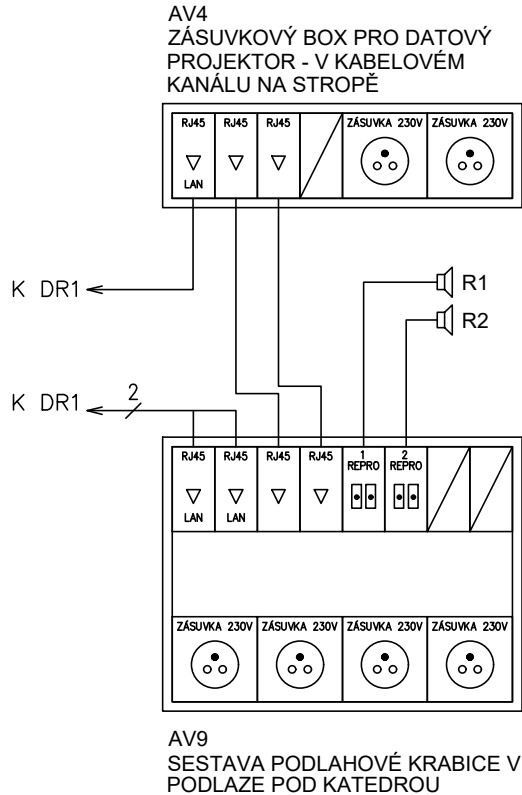 AV4
ZÁSUVKOVÝ BOX PRO DATOVÝ
PROJEKTOR - V KABELOVÉM
KANÁLU NA STROPĚ
RJ45 RJ45 RJ45 ZÁSUVKA 230V ZÁSUVKA 230V
LAN
K DR1
R1
R2
K DR1 2
RJ45 RJ45 RJ45 RJ45 1 REPRO 2 REPRO
LAN LAN
ZÁSUVKA 230V ZÁSUVKA 230V ZÁSUVKA 230V ZÁSUVKA 230V
AV9
SESTAVA PODLAHOVÉ KRABICE V
PODLAZE POD KATEDROU